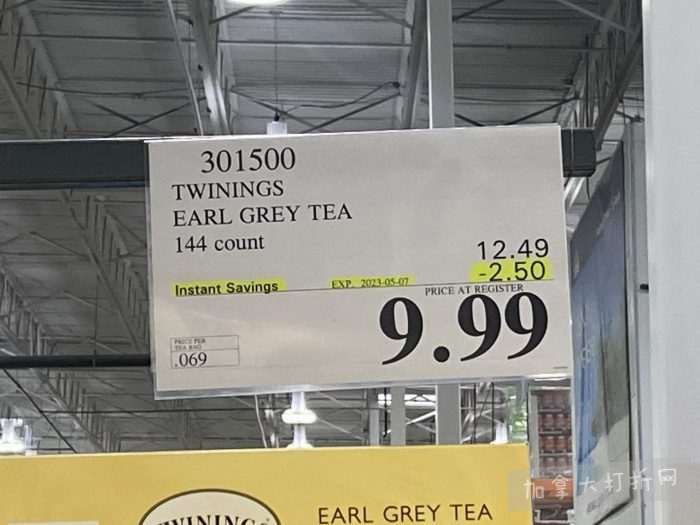 301500
TWININGS
EARL GREY TEA
144 count
12.49
Instant Savings EXP. 2023-05-07 -2.50
PRICE AT REGISTER
9.99
PRICE PER
TEA BAG
.069
TWININGS
EARL GREY TEA
加拿大打折网